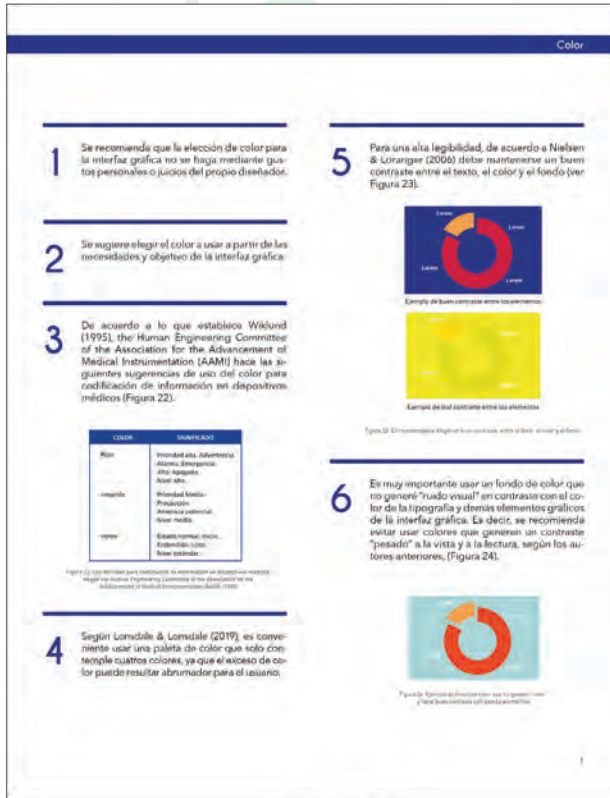 Color
1
Se recomienda que la elección de color para
la interfaz gráfica no se haga mediante gus-
tos personales o juicios del propio diseñador.
2
Se sugiere elegir el color a usar a partir de las
necesidades y objetivo de la interfaz gráfica.
3
De acuerdo a lo que establece Wiklund
(1995), the Human Engineering Committee
of the Association for the Advancement of
Medical Instrumentation (AAMI) hace las si-
guientes sugerencias de uso del color para
codificación de información en dispositivos
médicos (Figura 22).
COLOR SIGNIFICADO
Rojo Prioridad alta. Advertencia.
Alarma. Emergencia.
Alto. Apagado.
Nivel alto.
Amarillo Prioridad Media.
Precaución.
Amenaza potencial.
Nivel medio.
Verde Estado normal. Inicio.
Encendido. Listo.
Nivel estándar.
4
Según Lonsdale & Lonsdale (2019), es conve-
niente usar una paleta de color que solo con-
temple cuatros colores, ya que el exceso de co-
lor puede resultar abrumador para el usuario.
5
Para una alta legibilidad, de acuerdo a Nielsen
& Loranger (2006) debe mantenerse un buen
contraste entre el texto, el color y el fondo (ver
Figura 23).
Lorem
Lorem
Lorem
Lorem
Ejemplo de buen contraste entre los elementos
Ejemplo de mal contraste entre los elementos
6
Es muy importante usar un fondo de color que
no generé "ruido visual" en contraste con el co-
lor de la tipografía y demás elementos gráficos
de la interfaz gráfica. Es decir, se recomienda
evitar usar colores que generen un contraste
"pesado" a la vista y a la lectura, según los au-
tores anteriores, (Figura 24).